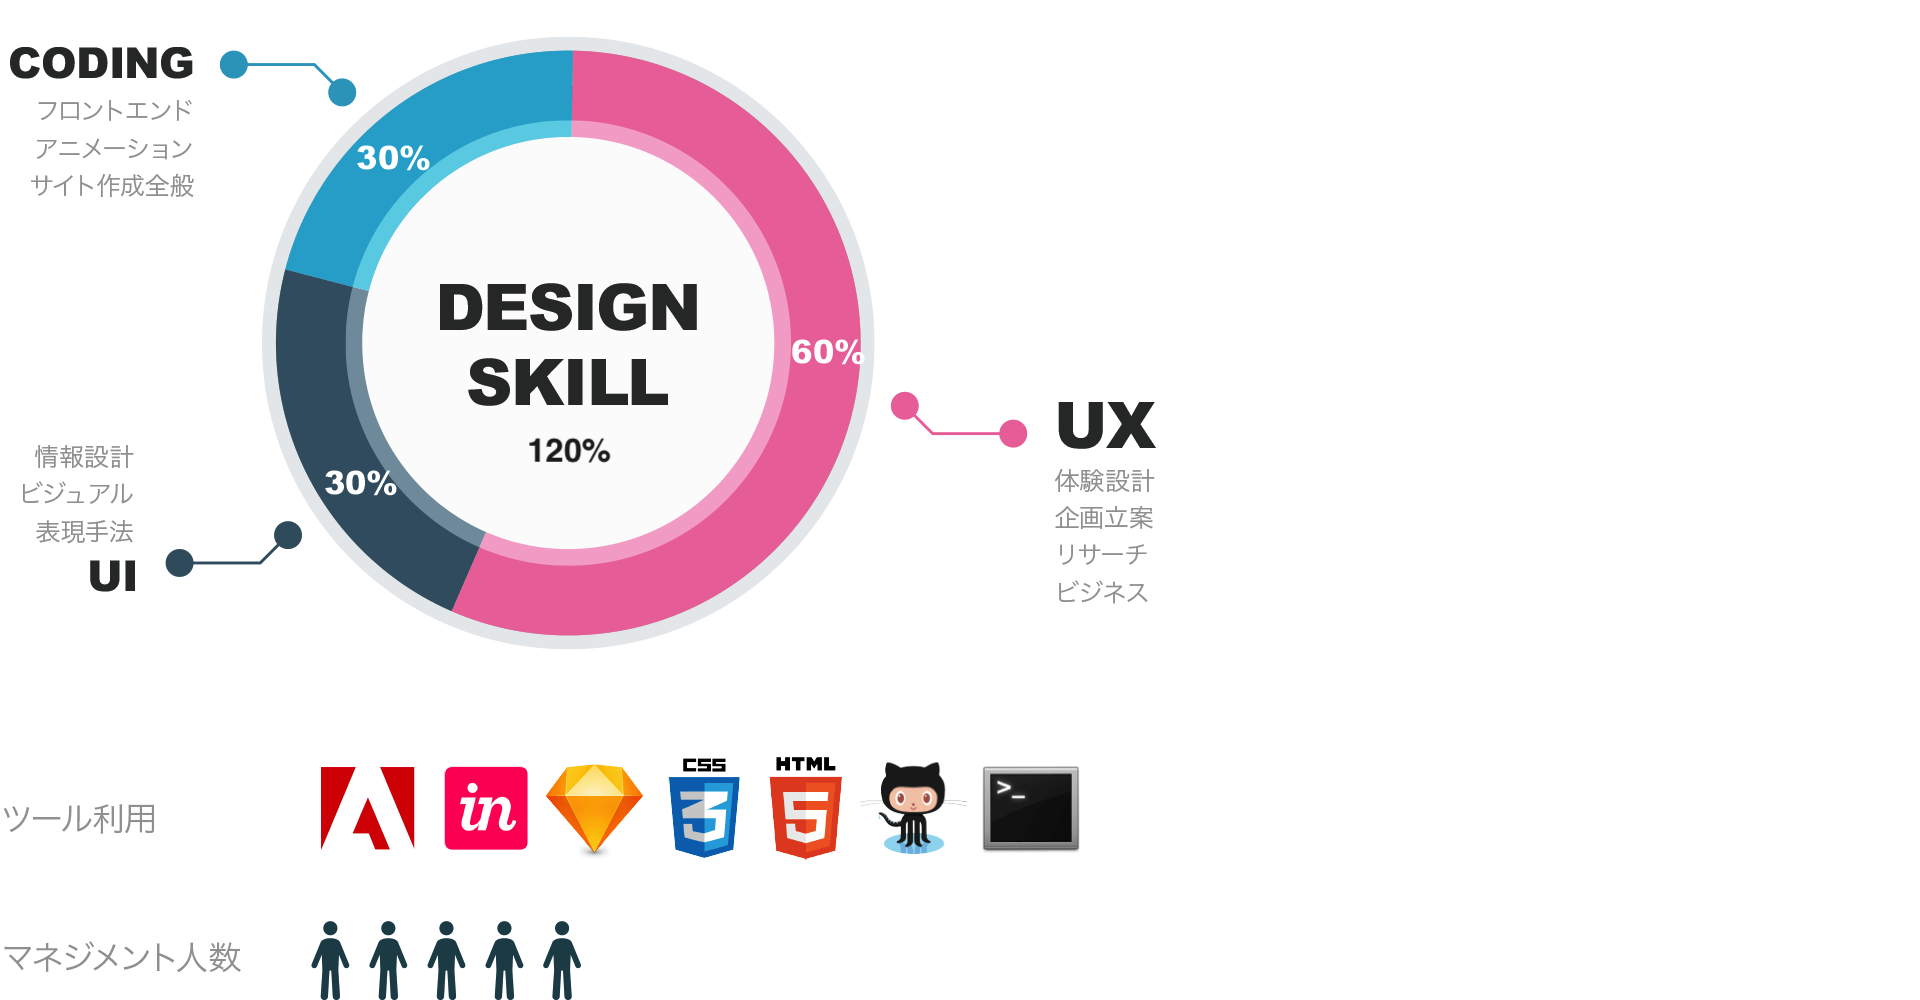 CODING
フロントエンド
アニメーション
サイト作成全般
30%
DESIGN
SKILL
120%
60%
30%
情報設計
ビジュアル
表現手法
UI
UX
体験設計
企画立案
リサーチ
ビジネス
ツール利用
in
CSS
3
HTML
5
>_
マネジメント人数